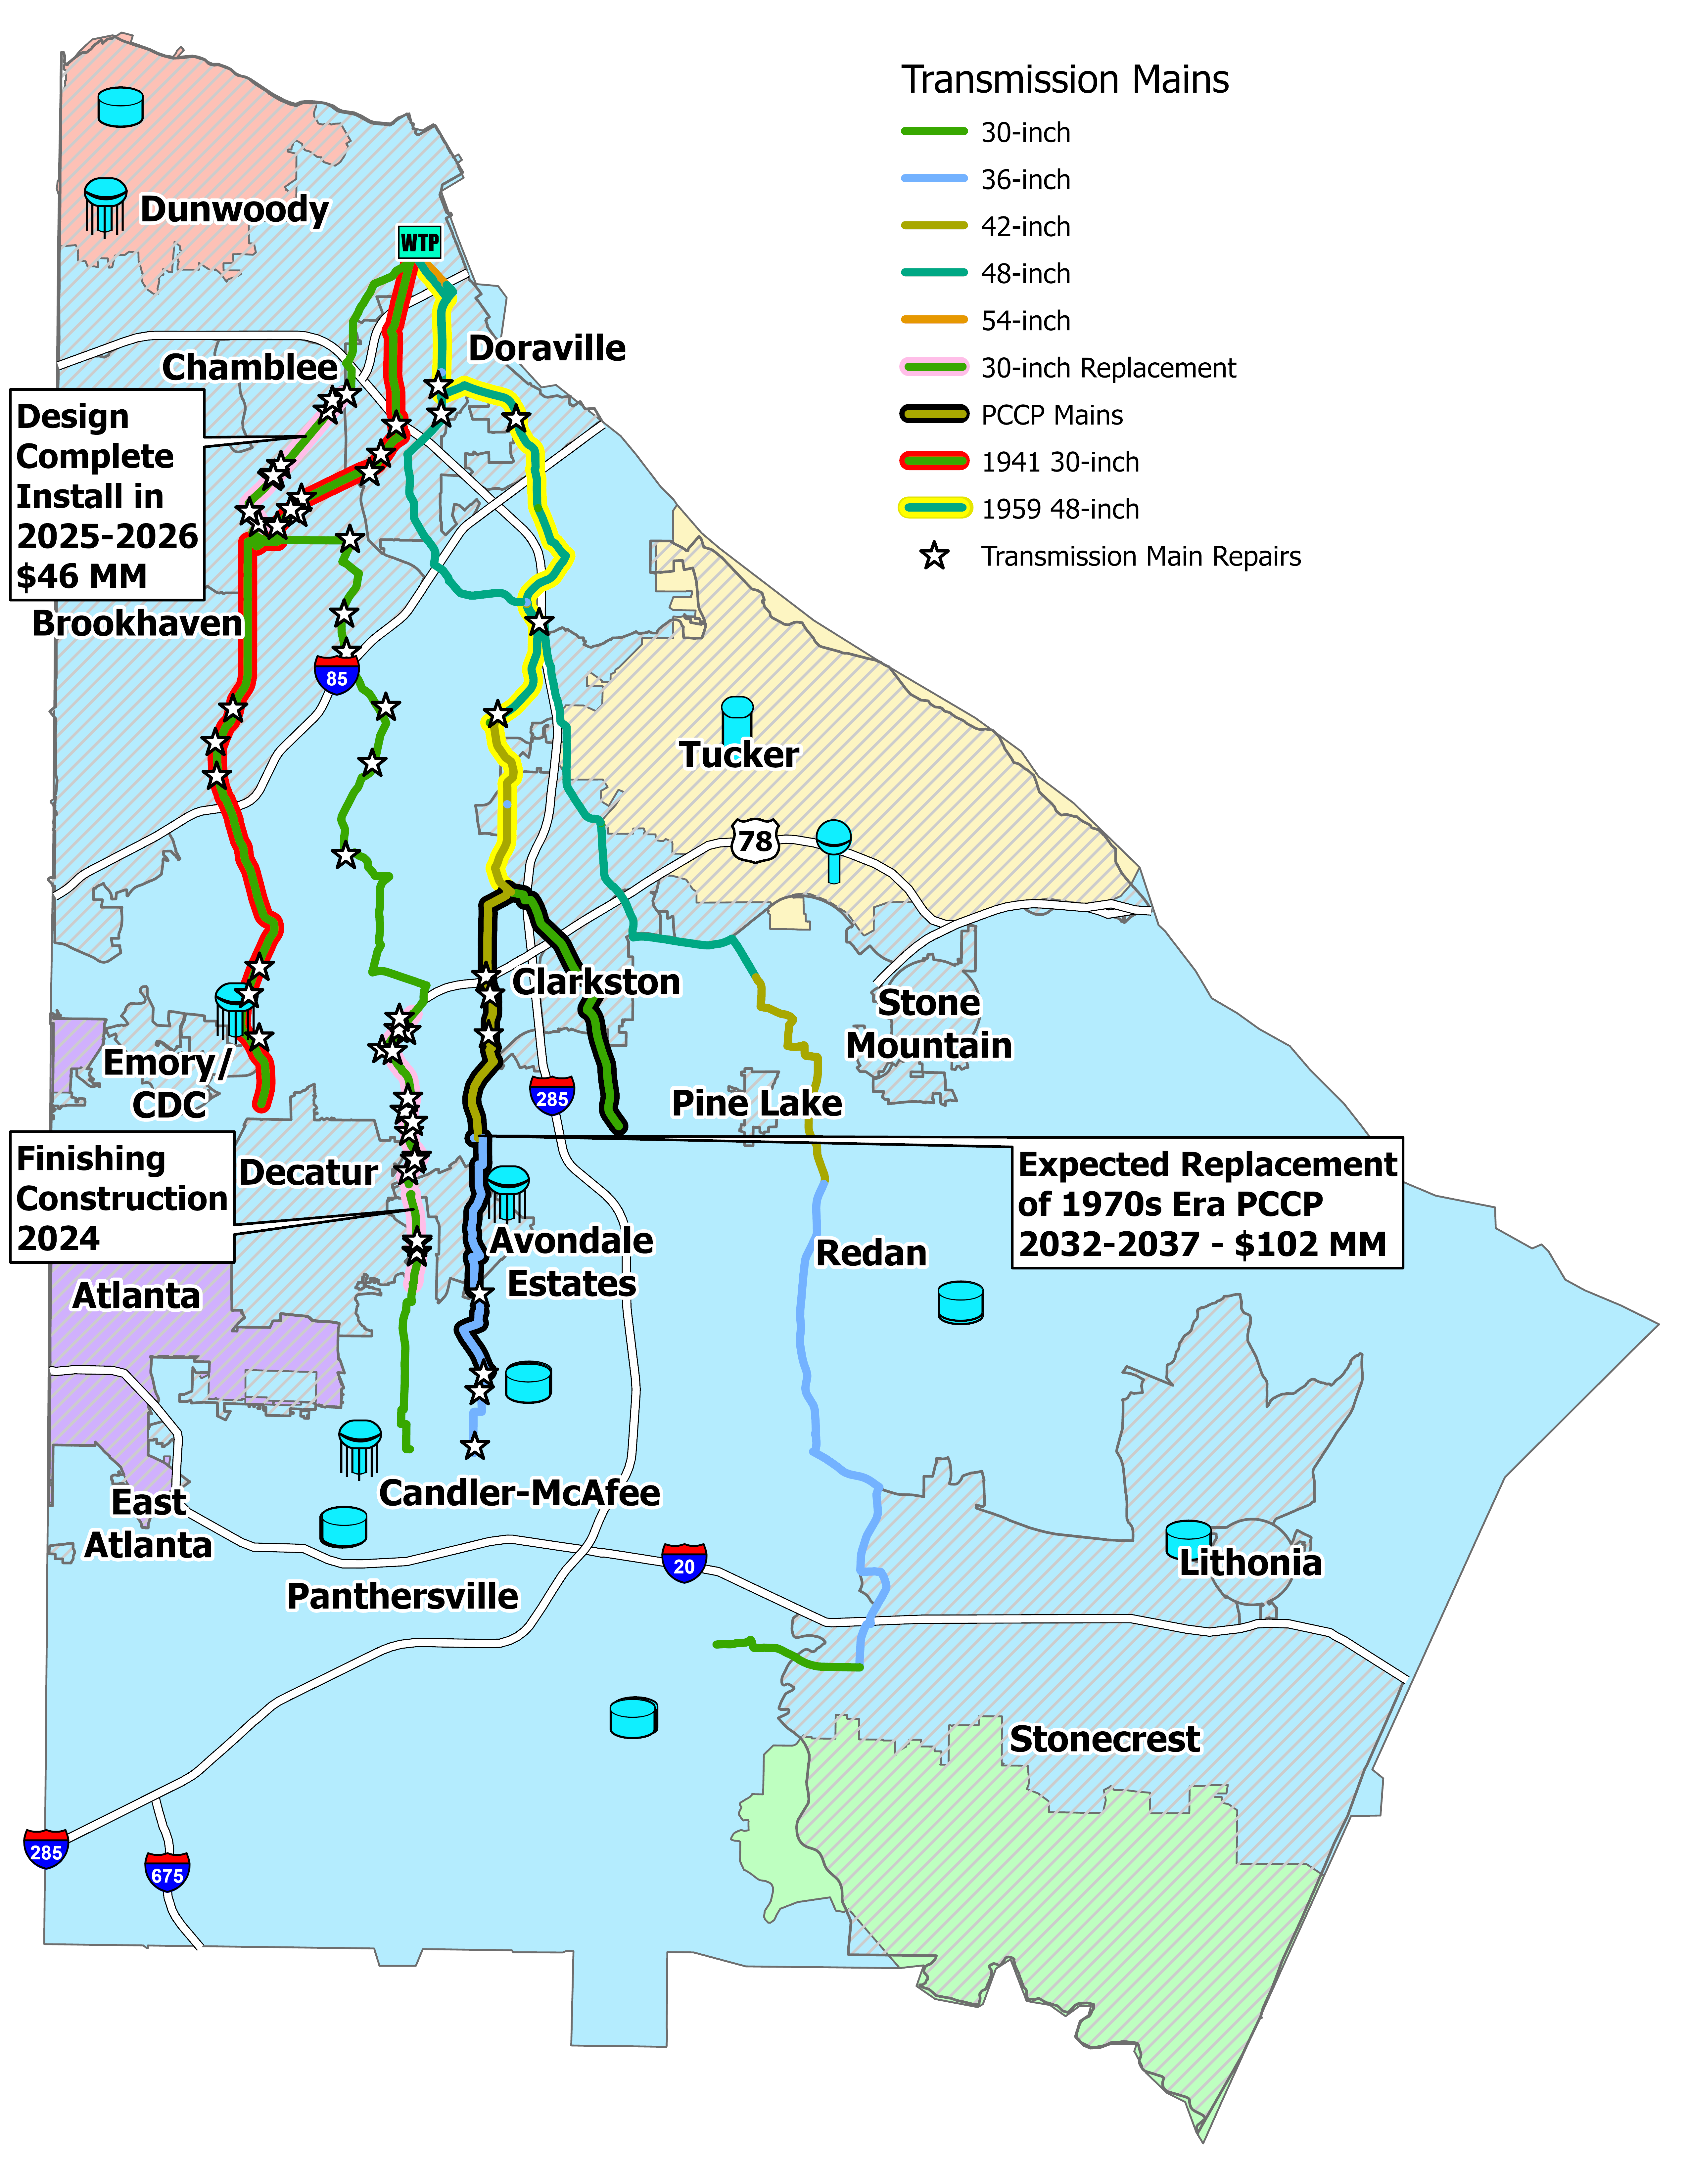 Transmission Mains
30-inch
36-inch
42-inch
48-inch
54-inch
30-inch Replacement
PCCP Mains
1941 30-inch
1959 48-inch
Transmission Main Repairs
Dunwoody
WTP
Doraville
Chamblee
Design
Complete
Install in
2025-2026
$46 MM
Brookhaven
85
Tucker
78
Clarkston
Stone
Mountain
Emory/
CDC
285
Pine Lake
Finishing
Construction
2024
Decatur
Expected Replacement
of 1970s Era PCCP
2032-2037 - $102 MM
Avondale
Estates
Redan
Atlanta
Candler-McAfee
East
Atlanta
20
Lithonia
Panthersville
Stonecrest
285
675